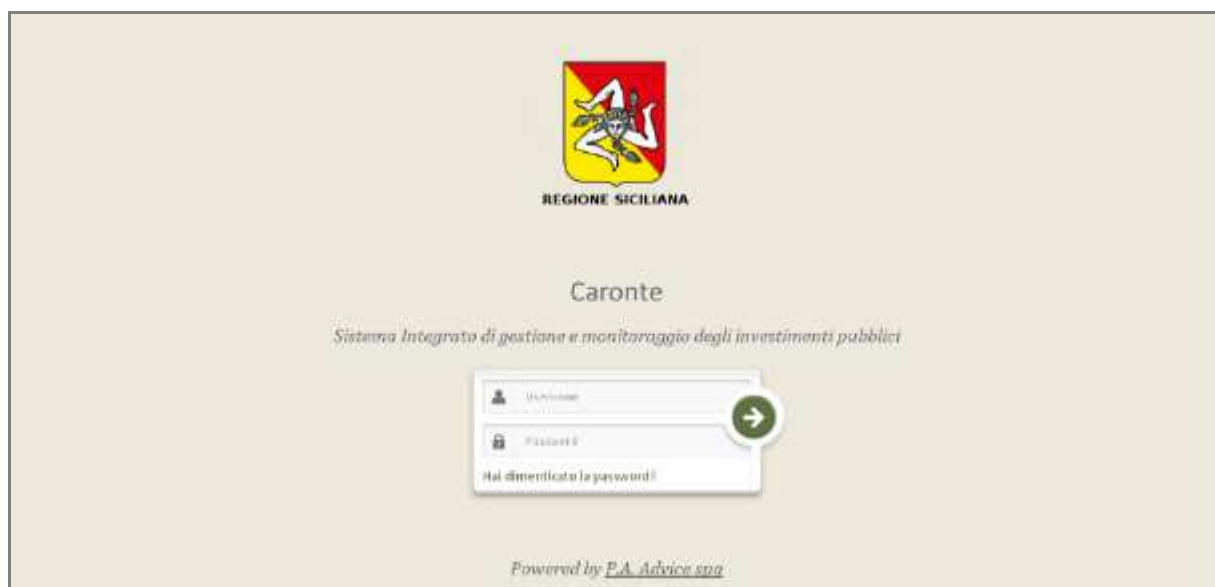 REGIONE SICILIANA
Caronte
Sistema Integrato di gestione e monitoraggio degli investimenti pubblici
Username
Password
Hai dimenticato la password?
Powered by P.A. Advice spa